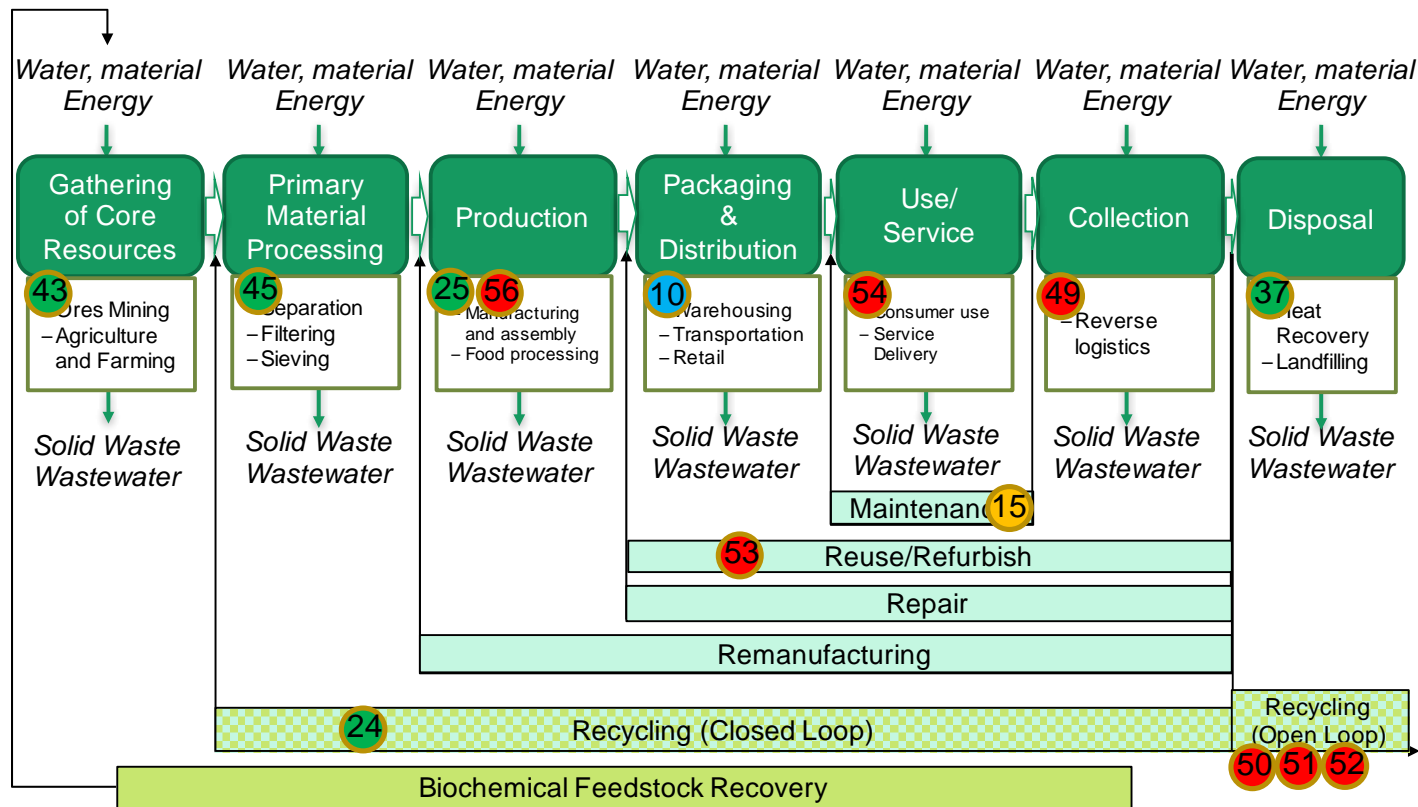 Water, material
Energy
Water, material
Energy
Water, material
Energy
Water, material
Energy
Water, material
Energy
Water, material
Energy
Water, material
Energy
Gathering
of Core
Resources
Primary
Material
Processing
Production
Packaging
&
Distribution
Use/
Service
Collection
Disposal
43
– Ores Mining
– Agriculture
and Farming
45
– Separation
– Filtering
– Sieving
25
56
– Manufacturing
and assembly
– Food processing
10
– Warehousing
– Transportation
– Retail
54
– Consumer use
– Service
Delivery
49
– Reverse
logistics
37
– Heat
Recovery
– Landfilling
Solid Waste
Wastewater
Solid Waste
Wastewater
Solid Waste
Wastewater
Solid Waste
Wastewater
Solid Waste
Wastewater
Solid Waste
Wastewater
Solid Waste
Wastewater
Maintenance
15
53
Reuse/Refurbish
Repair
Remanufacturing
24
Recycling (Closed Loop)
Recycling
(Open Loop)
50
51
52
Biochemical Feedstock Recovery